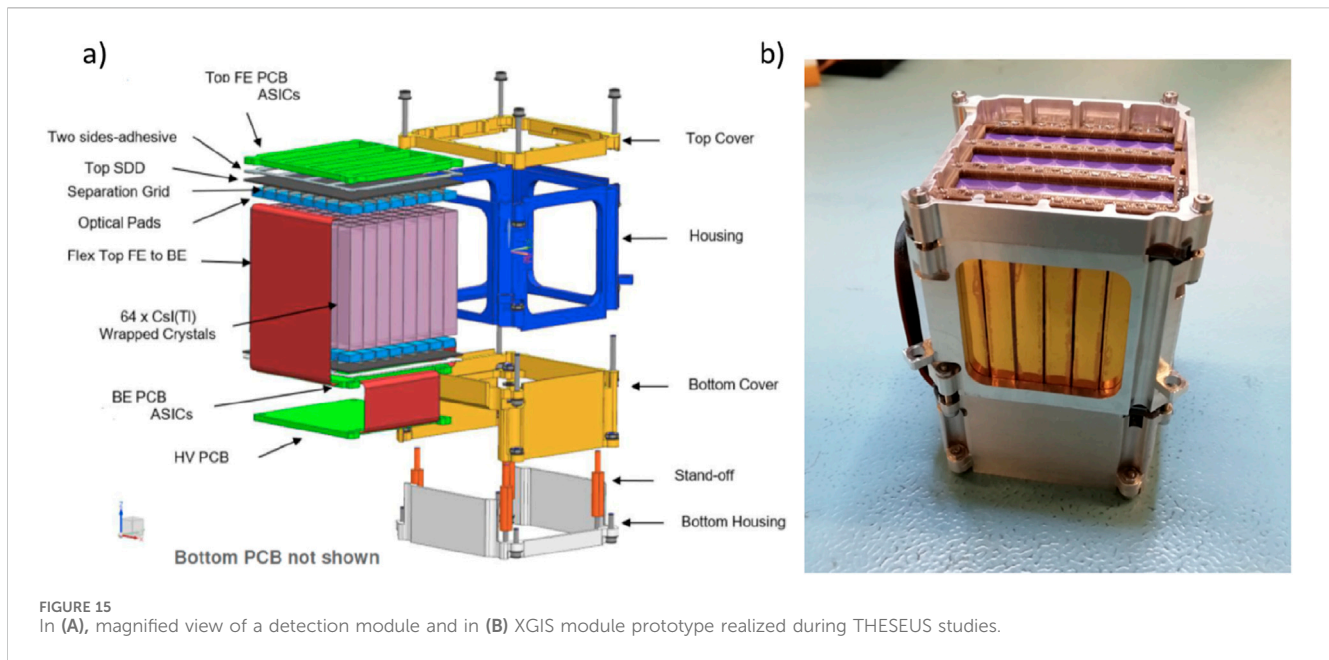 a)
Top FE PCB
ASICs
Two sides-adhesive
Top SDD
Separation Grid
Optical Pads
Flex Top FE to BE
64 x CsI(Tl)
Wrapped Crystals
BE PCB
ASICs
HV PCB
Bottom PCB not shown
Top Cover
Housing
Bottom Cover
Stand-off
Bottom Housing
b)
FIGURE 15
In (A), magnified view of a detection module and in (B) XGIS module prototype realized during THESEUS studies.